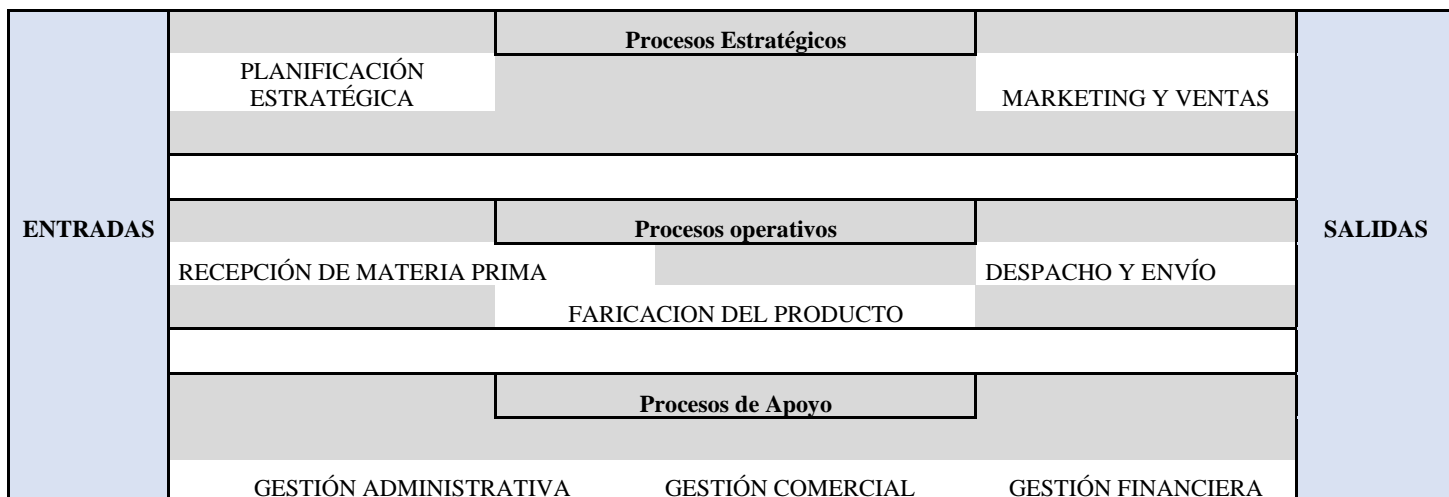 Procesos Estratégicos
PLANIFICACIÓN
ESTRATÉGICA
MARKETING Y VENTAS
ENTRADAS
Procesos operativos
SALIDAS
RECEPCIÓN DE MATERIA PRIMA
DESPACHO Y ENVÍO
FARICACION DEL PRODUCTO
Procesos de Apoyo
GESTIÓN ADMINISTRATIVA
GESTIÓN COMERCIAL
GESTIÓN FINANCIERA